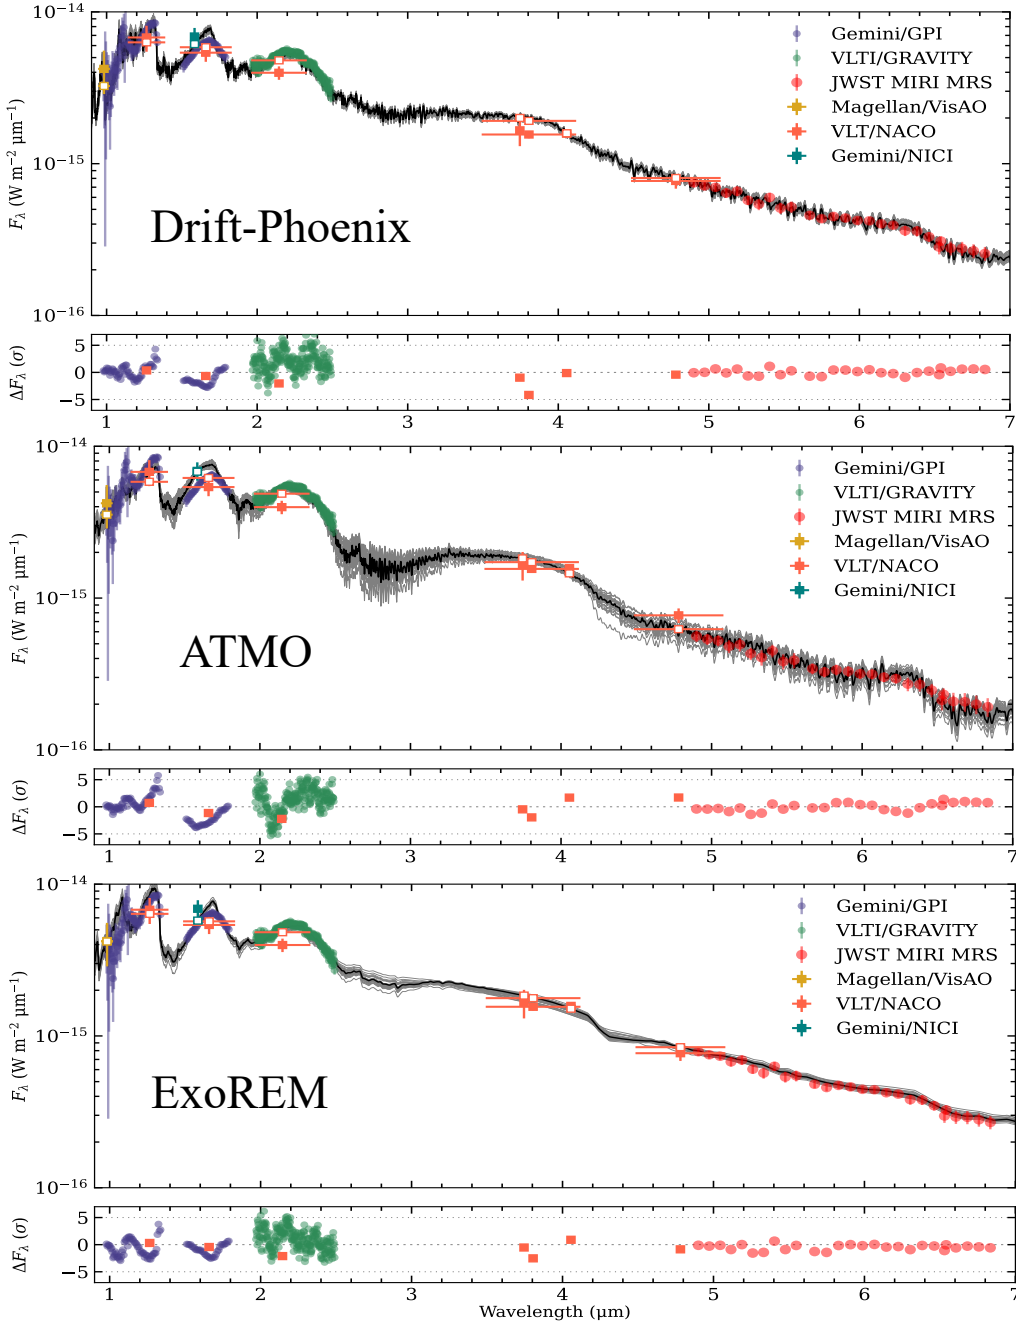 10⁻¹⁴
Gemini/GPI
VLTI/GRAVITY
JWST MIRI MRS
Magellan/VisAO
VLT/NACO
Gemini/NICI
10⁻¹⁵
F_λ (W m⁻² μm⁻¹)
Drift-Phoenix
10⁻¹⁶
5
0
−5
ΔF_λ (σ)
1 2 3 4 5 6 7
10⁻¹⁴
Gemini/GPI
VLTI/GRAVITY
JWST MIRI MRS
Magellan/VisAO
VLT/NACO
Gemini/NICI
10⁻¹⁵
F_λ (W m⁻² μm⁻¹)
ATMO
10⁻¹⁶
5
0
−5
ΔF_λ (σ)
1 2 3 4 5 6 7
10⁻¹⁴
Gemini/GPI
VLTI/GRAVITY
JWST MIRI MRS
Magellan/VisAO
VLT/NACO
Gemini/NICI
10⁻¹⁵
F_λ (W m⁻² μm⁻¹)
ExoREM
10⁻¹⁶
5
0
−5
ΔF_λ (σ)
1 2 3 4 5 6 7
Wavelength (μm)